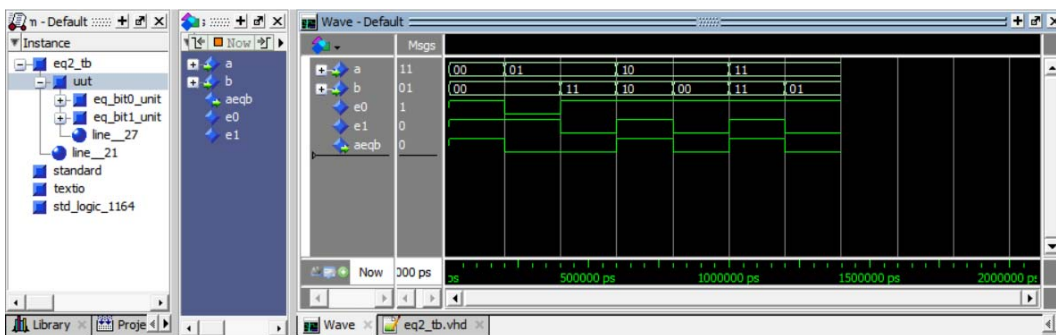 n - Default
Instance
eq2_tb
uut
eq_bit0_unit
eq_bit1_unit
line__27
line__21
standard
textio
std_logic_1164
Library
Proje
Now
a
b
aeqb
e0
e1
Wave - Default
Msgs
a 11 00 01 10 11
b 01 00 11 10 00 11 01
e0 1
e1 0
aeqb 0
Now 000 ps ps 500000 ps 1000000 ps 1500000 ps 2000000 ps
Wave
eq2_tb.vhd